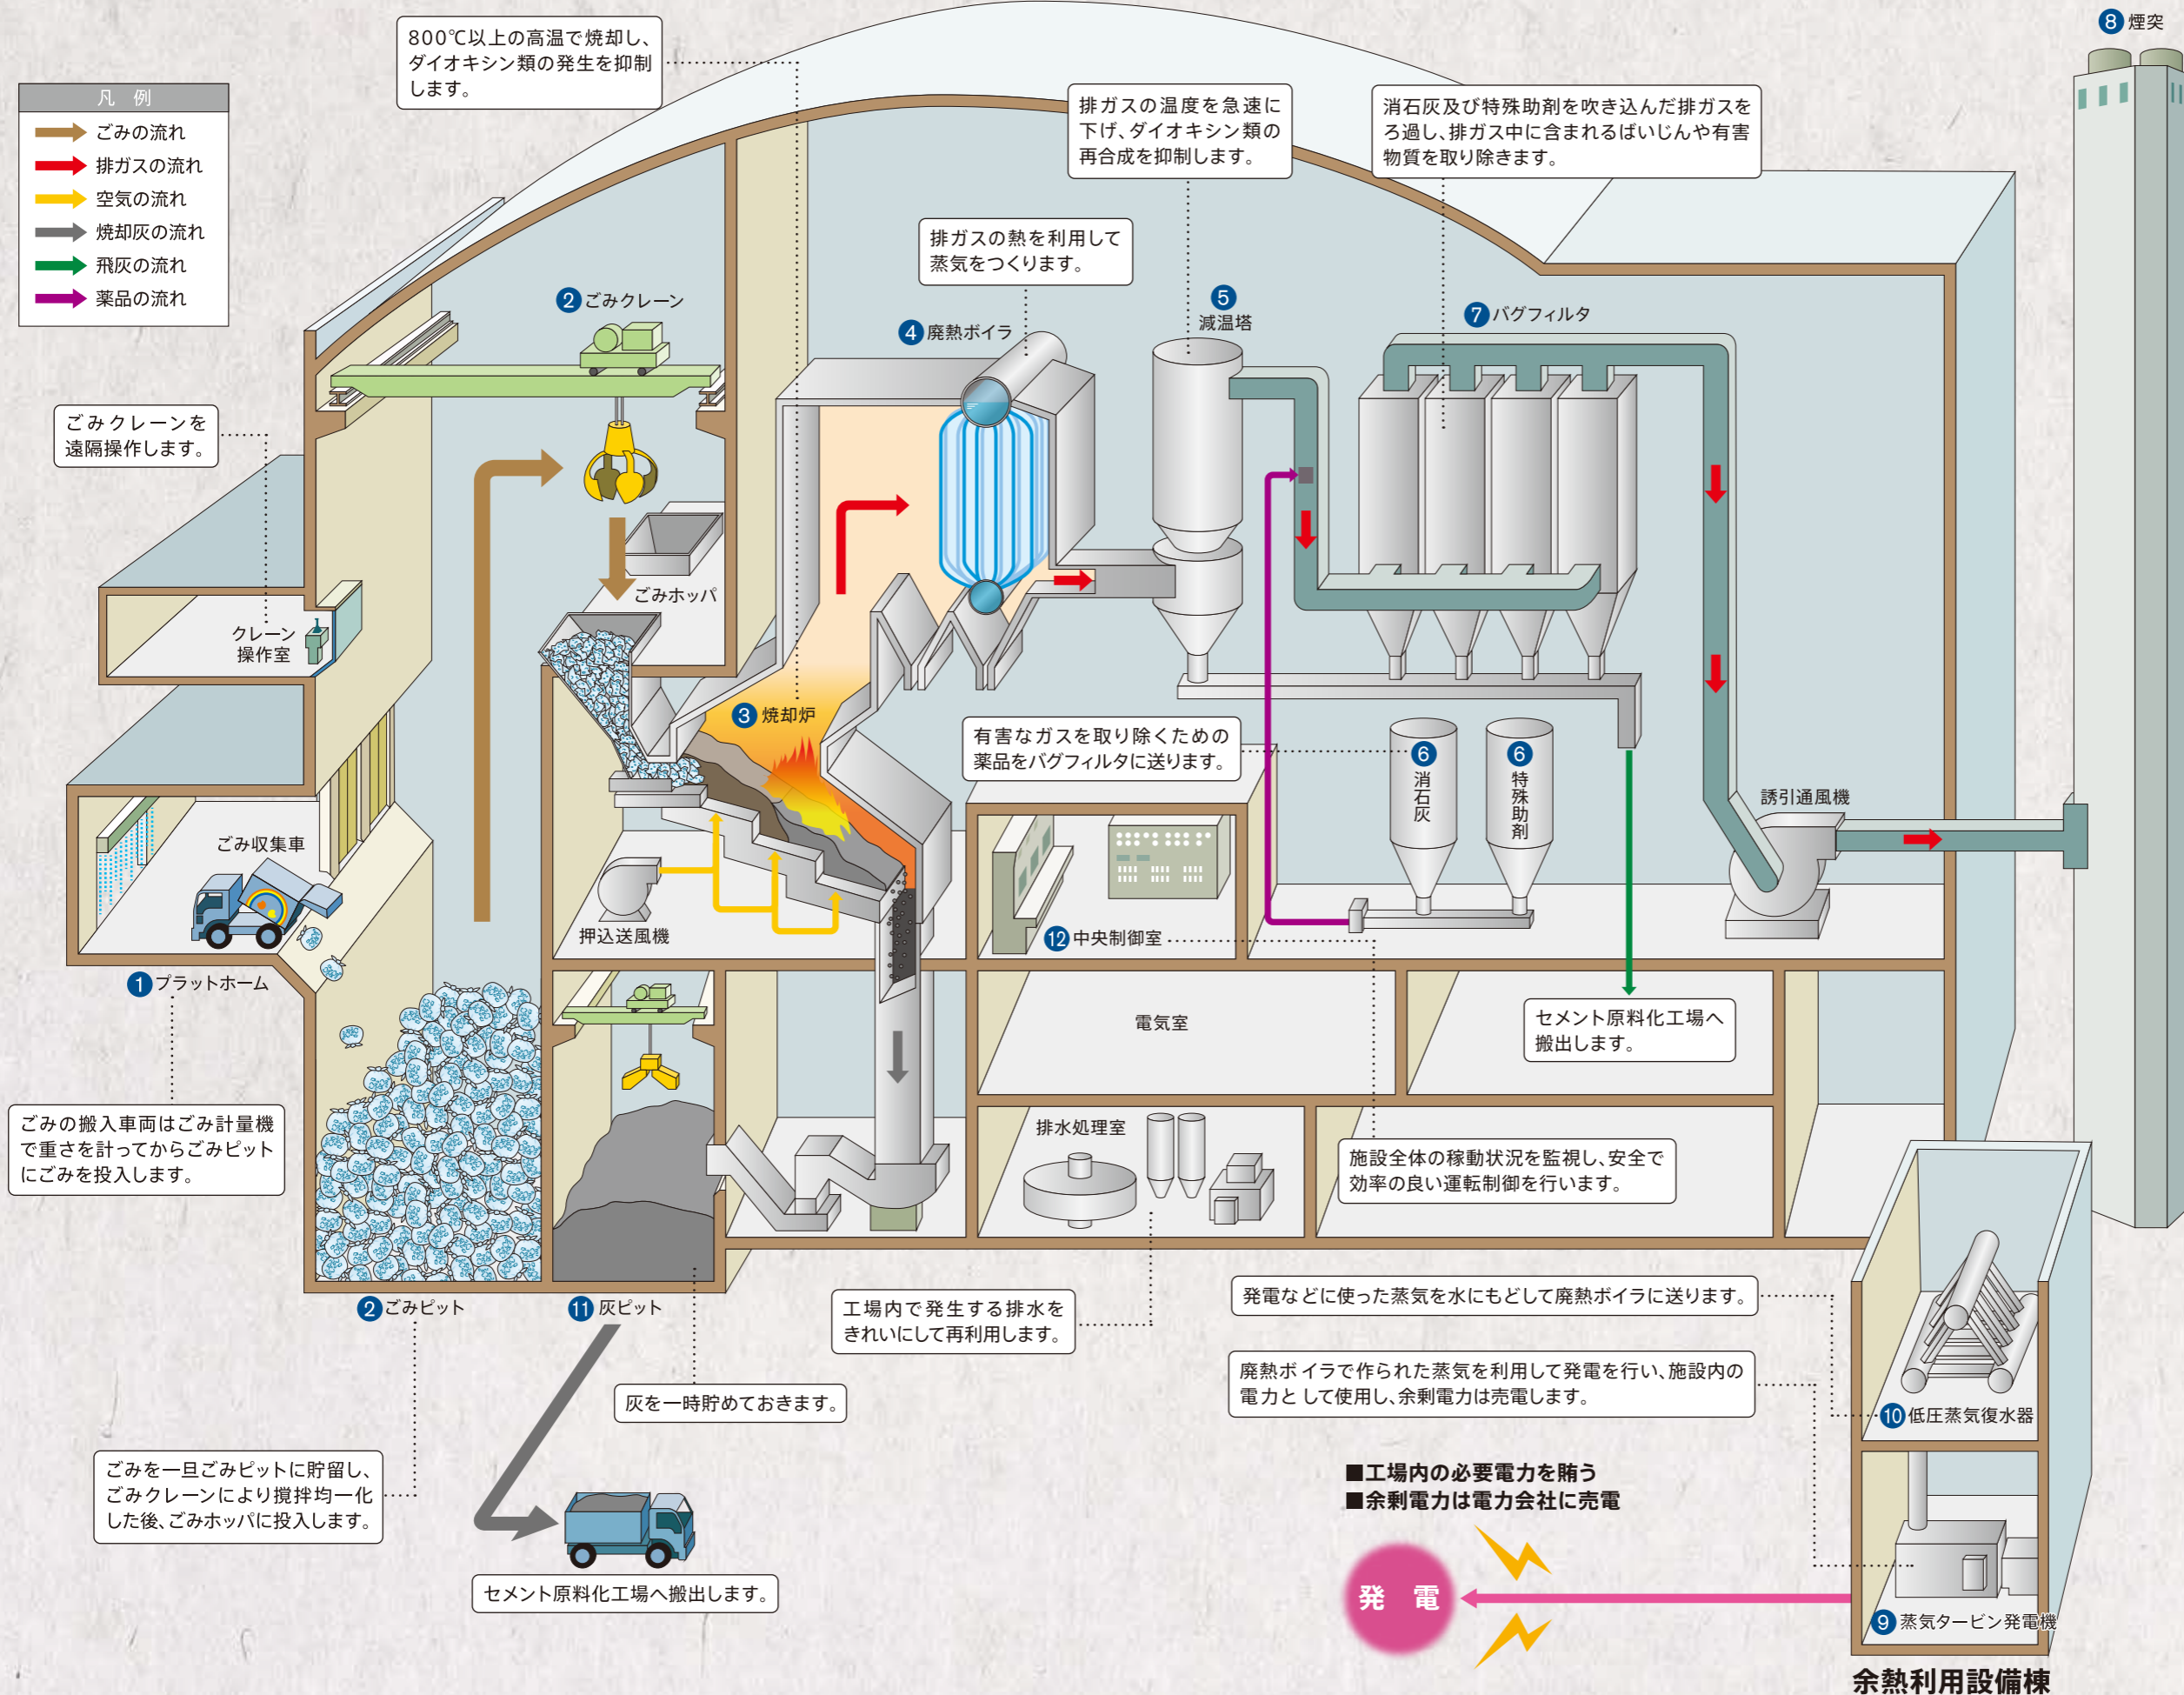 ⑧煙突
800℃以上の高温で焼却し、
ダイオキシン類の発生を抑制
します。
凡 例
ごみの流れ
排ガスの流れ
空気の流れ
焼却灰の流れ
飛灰の流れ
薬品の流れ
排ガスの温度を急速に
下げ、ダイオキシン類の
再合成を抑制します。
消石灰及び特殊助剤を吹き込んだ排ガスを
ろ過し、排ガス中に含まれるばいじんや有害
物質を取り除きます。
排ガスの熱を利用して
蒸気をつくります。
②ごみクレーン
④廃熱ボイラ
⑤
減温塔
⑦バグフィルタ
ごみクレーンを
遠隔操作します。
ごみホッパ
クレーン
操作室
③焼却炉
有害なガスを取り除くための
薬品をバグフィルタに送ります。
⑥
消石灰
⑥
特殊助剤
誘引通風機
ごみ収集車
押込送風機
⑫中央制御室
①プラットホーム
電気室
セメント原料化工場へ
搬出します。
ごみの搬入車両はごみ計量機
で重さを計ってからごみピット
にごみを投入します。
排水処理室
施設全体の稼動状況を監視し、安全で
効率の良い運転制御を行います。
②ごみピット
⑪灰ピット
工場内で発生する排水を
きれいにして再利用します。
発電などに使った蒸気を水にもどして廃熱ボイラに送ります。
廃熱ボイラで作られた蒸気を利用して発電を行い、施設内の
電力として使用し、余剰電力は売電します。
灰を一時貯めておきます。
⑩低圧蒸気復水器
ごみを一旦ごみピットに貯留し、
ごみクレーンにより撹拌均一化
した後、ごみホッパに投入します。
■工場内の必要電力を賄う
■余剰電力は電力会社に売電
セメント原料化工場へ搬出します。
発 電
⑨蒸気タービン発電機
余熱利用設備棟